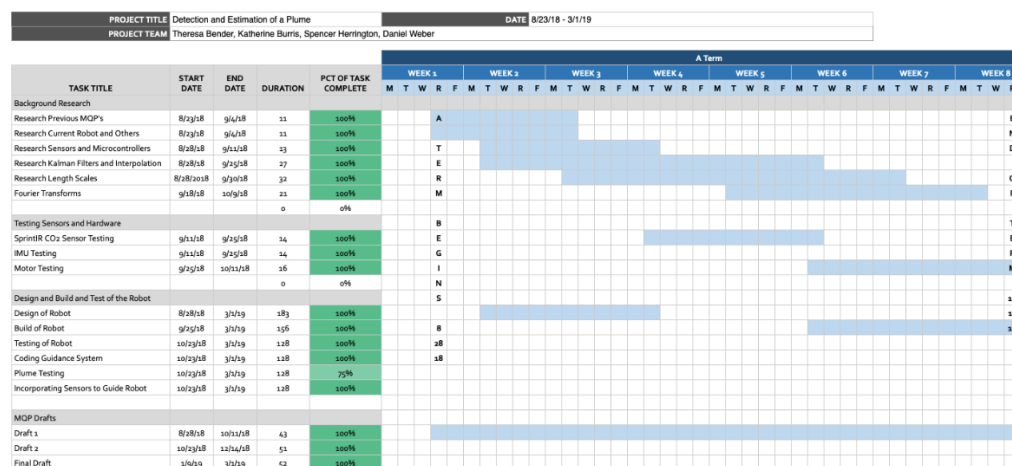 PROJECT TITLE Detection and Estimation of a Plume DATE 8/23/18 - 3/1/19
PROJECT TEAM Theresa Bender, Katherine Burris, Spencer Herrington, Daniel Weber
A Term
WEEK 1 WEEK 2 WEEK 3 WEEK 4 WEEK 5 WEEK 6 WEEK 7 WEEK 8
TASK TITLE START DATE END DATE DURATION PCT OF TASK COMPLETE M T W R F M T W R F M T W R F M T W R F M T W R F M T W R F M T W R F M T W
Background Research
Research Previous MQP's 8/23/18 9/4/18 11 100% A
Research Current Robot and Others 8/23/18 9/4/18 11 100%
Research Sensors and Microcontrollers 8/28/18 9/11/18 13 100% T
Research Kalman Filters and Interpolation 8/28/18 9/25/18 27 100% E
Research Length Scales 8/28/2018 9/30/18 32 100% R
Fourier Transforms 9/18/18 10/9/18 21 100% M
0 0%
Testing Sensors and Hardware B
SprintIR CO2 Sensor Testing 9/11/18 9/25/18 14 100% E
IMU Testing 9/11/18 9/25/18 14 100% G
Motor Testing 9/25/18 10/11/18 16 100% I
0 0% N
Design and Build and Test of the Robot S
Design of Robot 8/28/18 3/1/19 183 100%
Build of Robot 9/25/18 3/1/19 156 100% 8
Testing of Robot 10/23/18 3/1/19 128 100% 28
Coding Guidance System 10/23/18 3/1/19 128 100% 18
Plume Testing 10/23/18 3/1/19 128 75%
Incorporating Sensors to Guide Robot 10/23/18 3/1/19 128 100%
MQP Drafts
Draft 1 8/28/18 10/11/18 43 100%
Draft 2 10/23/18 12/14/18 51 100%
Final Draft 1/9/19 3/1/19 52 100%